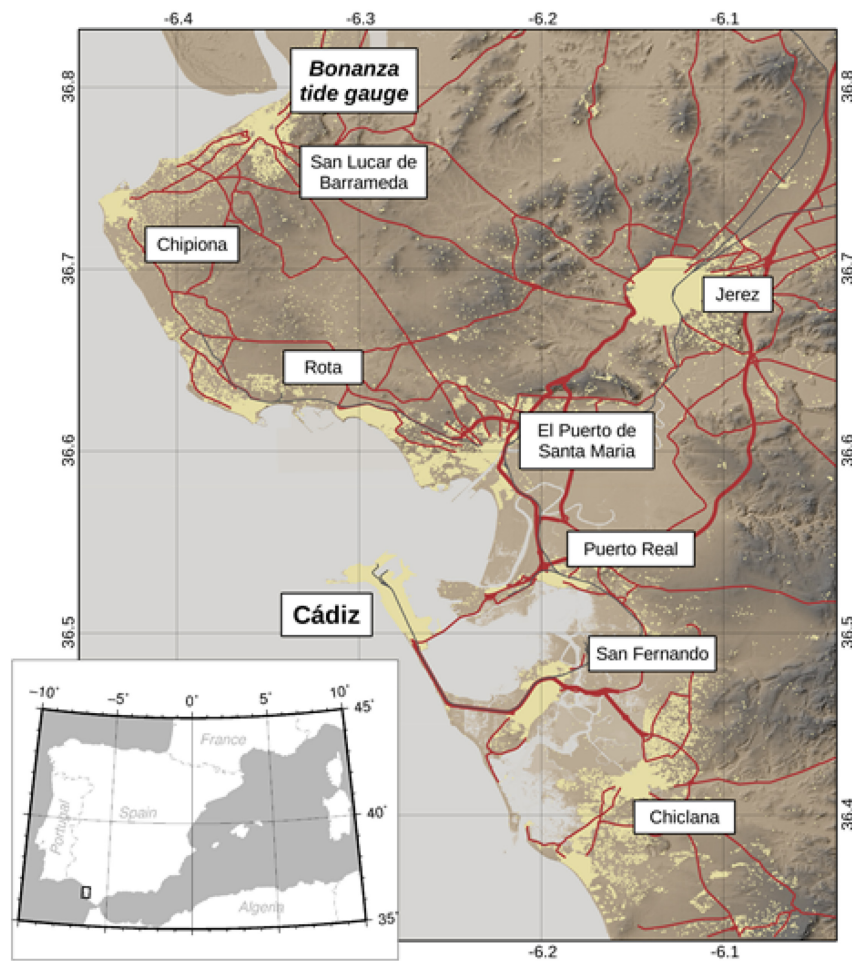 -6.4 -6.3 -6.2 -6.1
36.8 36.8
Bonanza
tide gauge
San Lucar de
Barrameda
Chipiona
36.7 36.7
Jerez
Rota
El Puerto de
Santa Maria
36.6 36.6
Puerto Real
Cádiz
36.5 36.5
San Fernando
−10˚ −5˚ 0˚ 5˚ 10˚
45˚
France
Portugal
Spain
40˚
Algeria
35˚
Chiclana
36.4
-6.2 -6.1